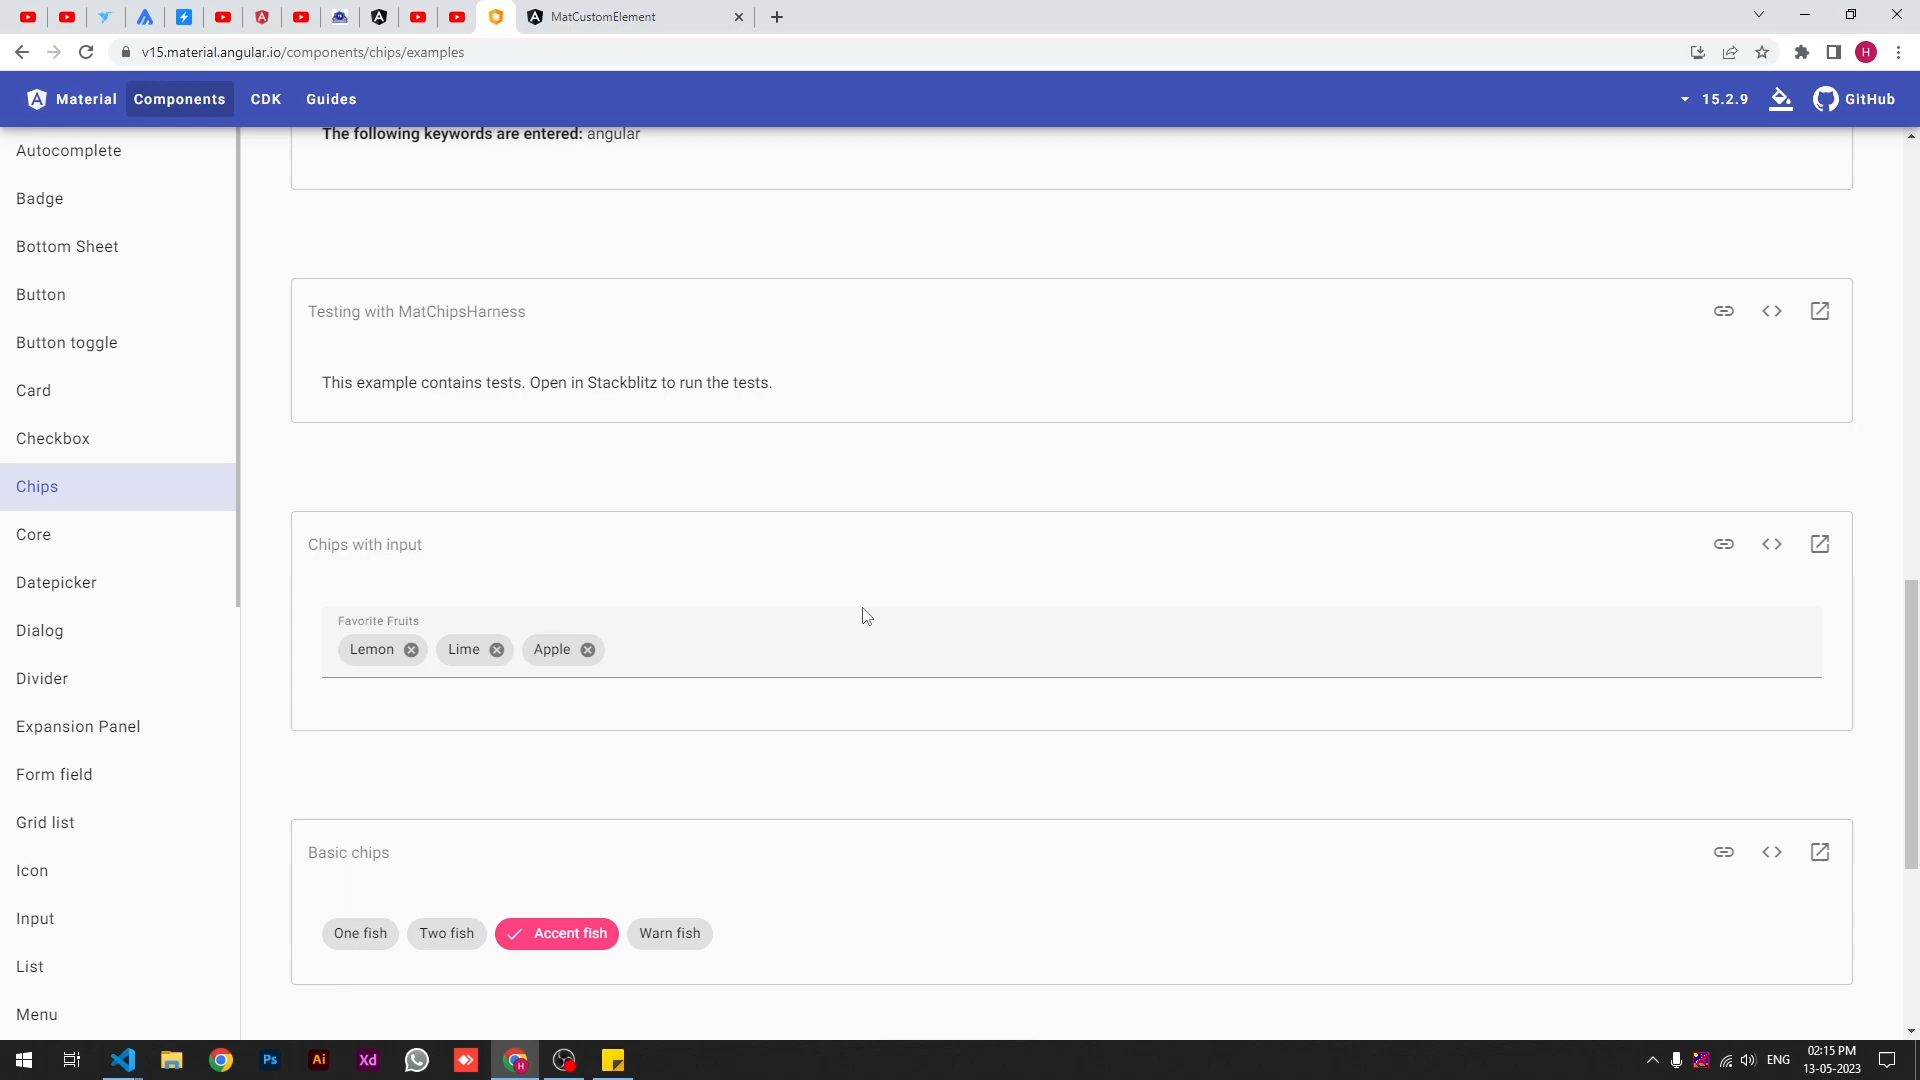 MatCustomElement
v15.material.angular.io/components/chips/examples
H
Material Components CDK Guides 15.2.9 GitHub
Autocomplete
Badge
Bottom Sheet
Button
Button toggle
Card
Checkbox
Chips
Core
Datepicker
Dialog
Divider
Expansion Panel
Form field
Grid list
Icon
Input
List
Menu
The following keywords are entered: angular
Testing with MatChipsHarness
This example contains tests. Open in Stackblitz to run the tests.
Chips with input
Favorite Fruits
Lemon Lime Apple
Basic chips
One fish Two fish Accent fish Warn fish
Ps Ai Xd H
ENG
02:15 PM
13-05-2023